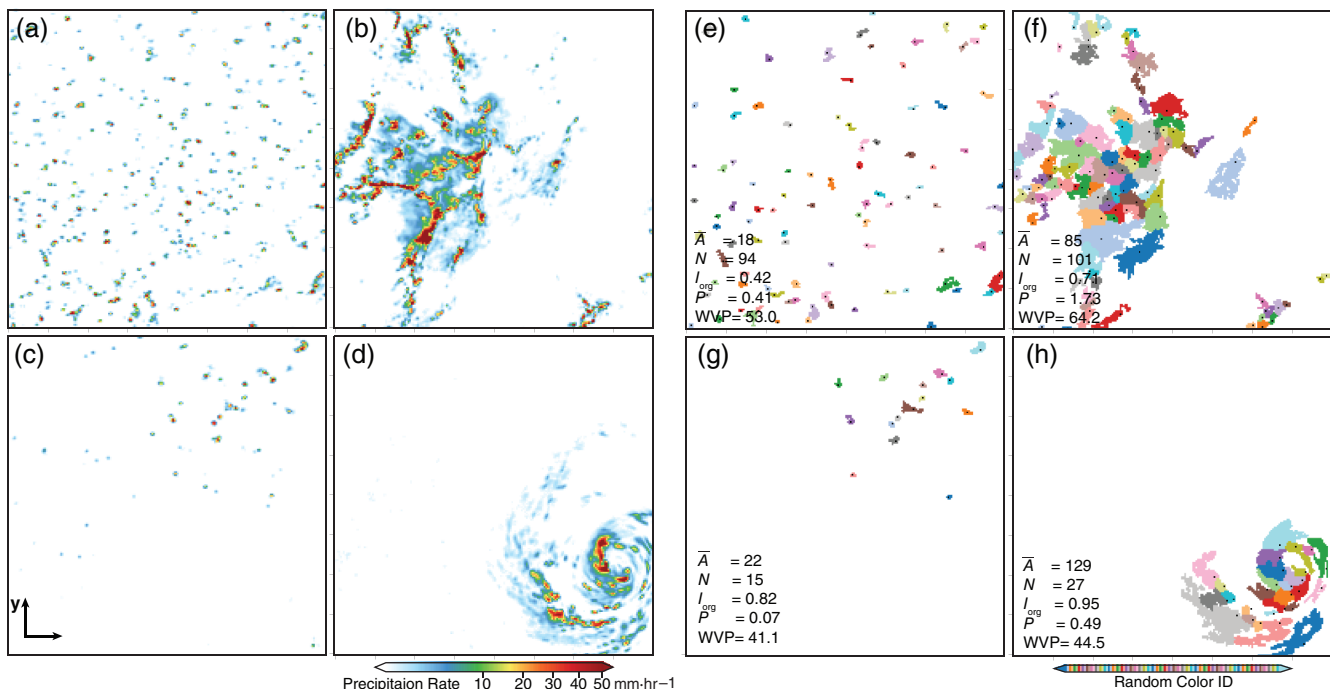 (a)
(b)
(c)
(d)
y
Precipitaion Rate 10 20 30 40 50 mm·hr−1
(e)
A̅ = 18
N = 94
I_org = 0.42
P = 0.41
WVP= 53.0
(f)
A̅ = 85
N = 101
I_org = 0.71
P = 1.73
WVP= 64.2
(g)
A̅ = 22
N = 15
I_org = 0.82
P = 0.07
WVP= 41.1
(h)
A̅ = 129
N = 27
I_org = 0.95
P = 0.49
WVP= 44.5
Random Color ID